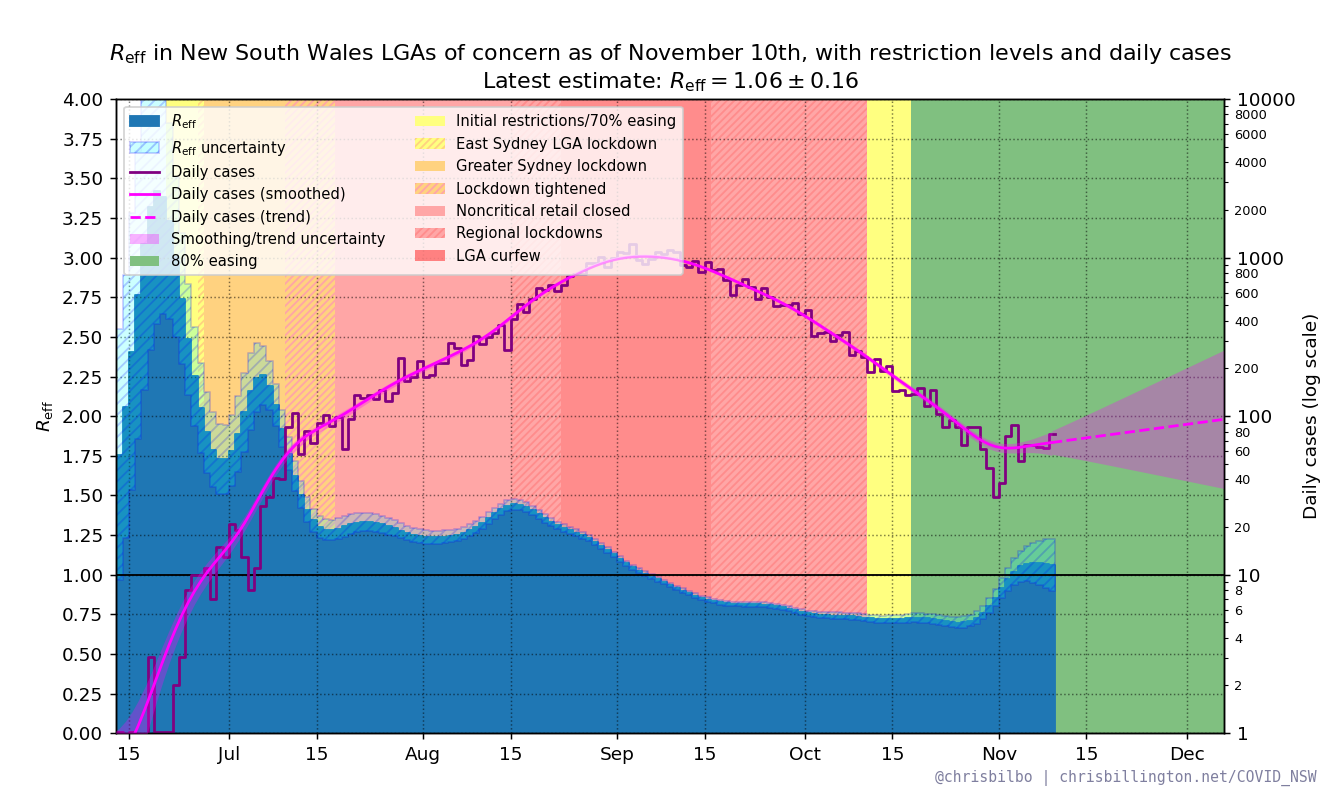 R_eff in New South Wales LGAs of concern as of November 10th, with restriction levels and daily cases
Latest estimate: R_eff = 1.06 ± 0.16
R_eff
4.00
3.75
3.50
3.25
3.00
2.75
2.50
2.25
2.00
1.75
1.50
1.25
1.00
0.75
0.50
0.25
0.00
R_eff
R_eff uncertainty
Daily cases
Daily cases (smoothed)
Daily cases (trend)
Smoothing/trend uncertainty
80% easing
Initial restrictions/70% easing
East Sydney LGA lockdown
Greater Sydney lockdown
Lockdown tightened
Noncritical retail closed
Regional lockdowns
LGA curfew
10000
8000
6000
4000
2000
1000
800
600
400
200
100
80
60
40
20
10
8
6
4
2
1
Daily cases (log scale)
15 Jul 15 Aug 15 Sep 15 Oct 15 Nov 15 Dec
@chrisbilbo | chrisbillington.net/COVID_NSW